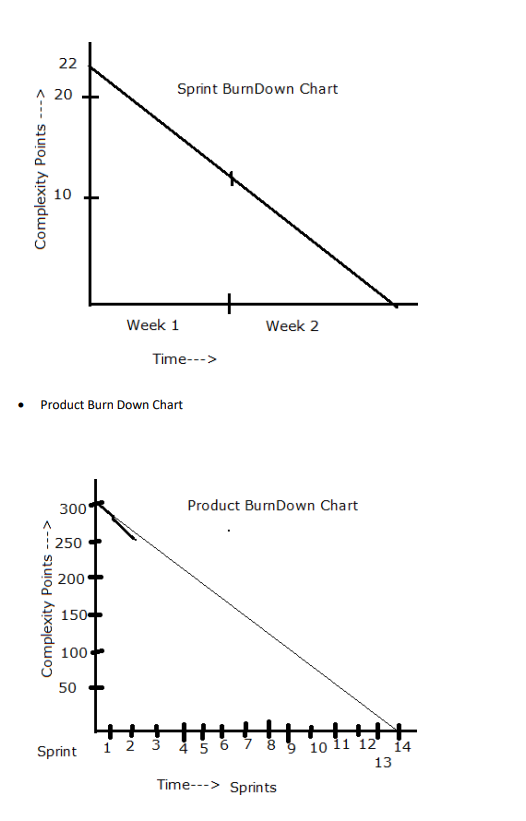 22
Sprint BurnDown Chart
20
Complexity Points --->
10
Week 1 Week 2
Time--->
• Product Burn Down Chart
Product BurnDown Chart
300
250
Complexity Points --->
200
150
100
50
Sprint 1 2 3 4 5 6 7 8 9 10 11 12 13 14
Time---> Sprints